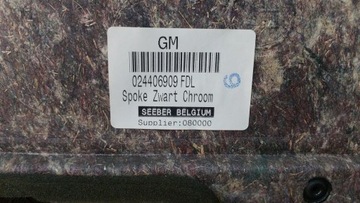 GM
024406909 FDL
Spoke Zwart Chroom
SEEBER BELGIUM
Supplier:080000